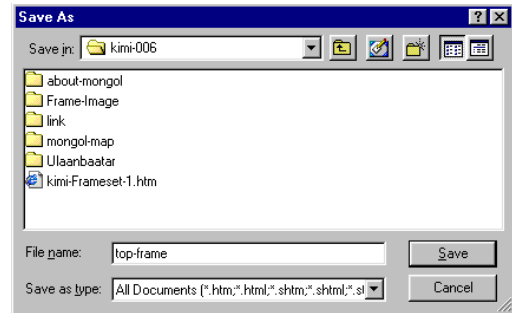 Save As
Save in: kimi-006
about-mongol
Frame-Image
link
mongol-map
Ulaanbaatar
kimi-Frameset-1.htm
File name: top-frame Save
Save as type: All Documents (*.htm;*.html;*.shtm;*.shtml;*.sl Cancel